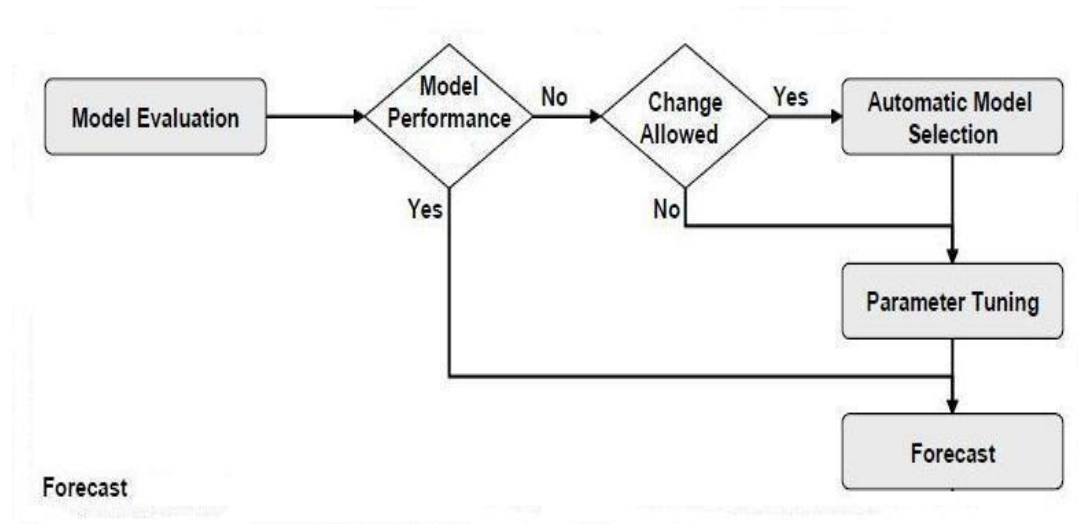 Model Evaluation
Model
Performance
No
Change
Allowed
Yes
Automatic Model
Selection
Yes
No
Parameter Tuning
Forecast
Forecast